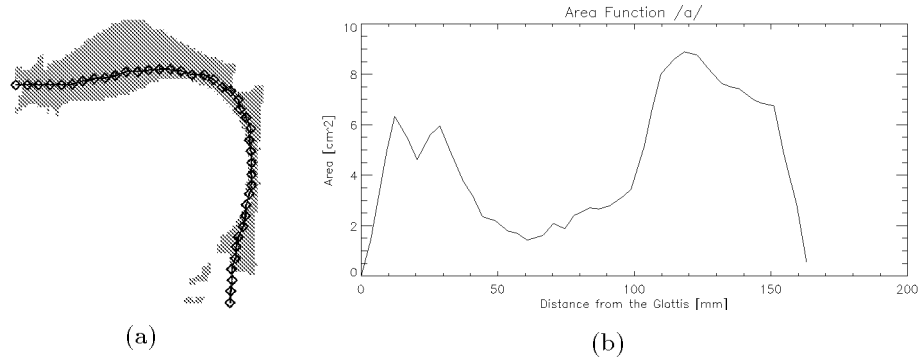 Area Function /a/
10
8
6
4
2
0
Area [cm^2]
0 50 100 150 200
Distance from the Glattis [mm]
(a)
(b)